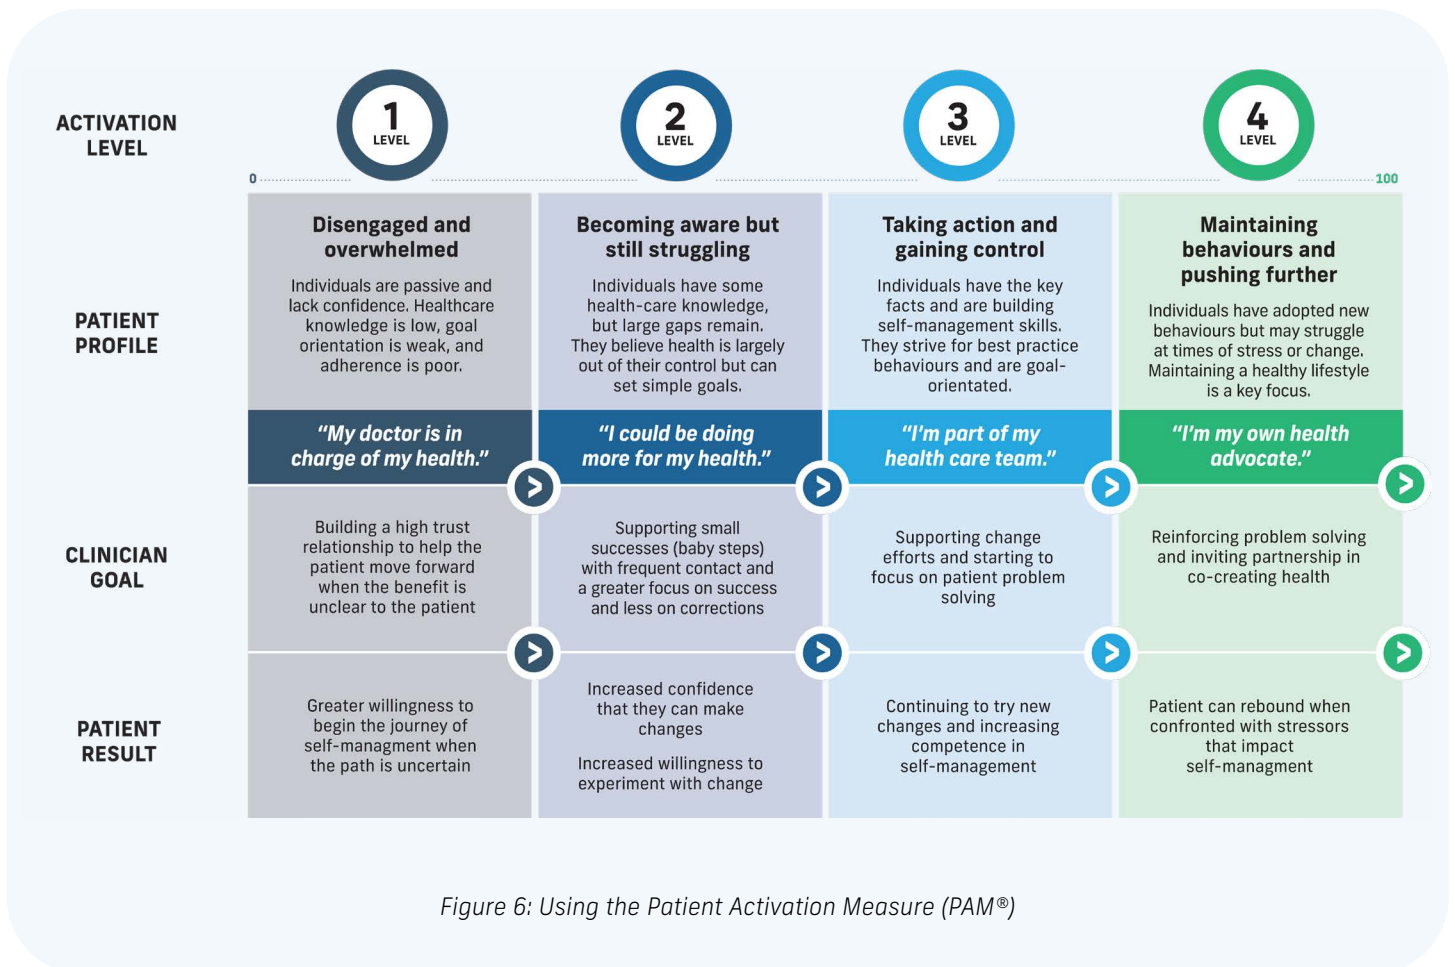 ACTIVATION
LEVEL
1
LEVEL
2
LEVEL
3
LEVEL
4
LEVEL
0
100
PATIENT
PROFILE
Disengaged and
overwhelmed
Individuals are passive and
lack confidence. Healthcare
knowledge is low, goal
orientation is weak, and
adherence is poor.
"My doctor is in
charge of my health."
Becoming aware but
still struggling
Individuals have some
health-care knowledge,
but large gaps remain.
They believe health is largely
out of their control but can
set simple goals.
"I could be doing
more for my health."
Taking action and
gaining control
Individuals have the key
facts and are building
self-management skills.
They strive for best practice
behaviours and are goal-
orientated.
"I'm part of my
health care team."
Maintaining
behaviours and
pushing further
Individuals have adopted new
behaviours but may struggle
at times of stress or change.
Maintaining a healthy lifestyle
is a key focus.
"I'm my own health
advocate."
CLINICIAN
GOAL
Building a high trust
relationship to help the
patient move forward
when the benefit is
unclear to the patient
Supporting small
successes (baby steps)
with frequent contact and
a greater focus on success
and less on corrections
Supporting change
efforts and starting to
focus on patient problem
solving
Reinforcing problem solving
and inviting partnership in
co-creating health
PATIENT
RESULT
Greater willingness to
begin the journey of
self-managment when
the path is uncertain
Increased confidence
that they can make
changes
Increased willingness to
experiment with change
Continuing to try new
changes and increasing
competence in
self-management
Patient can rebound when
confronted with stressors
that impact
self-managment
Figure 6: Using the Patient Activation Measure (PAM®)